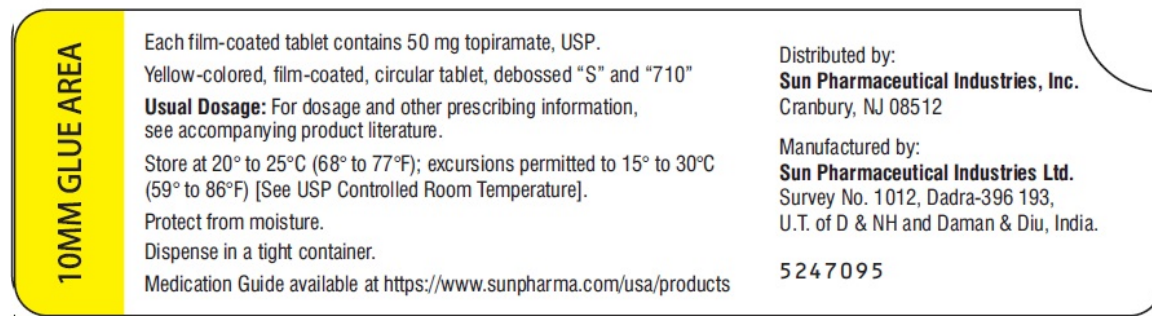 10MM GLUE AREA
Each film-coated tablet contains 50 mg topiramate, USP.
Yellow-colored, film-coated, circular tablet, debossed “S” and “710”
Usual Dosage: For dosage and other prescribing information,
see accompanying product literature.
Store at 20° to 25°C (68° to 77°F); excursions permitted to 15° to 30°C
(59° to 86°F) [See USP Controlled Room Temperature].
Protect from moisture.
Dispense in a tight container.
Medication Guide available at https://www.sunpharma.com/usa/products
Distributed by:
Sun Pharmaceutical Industries, Inc.
Cranbury, NJ 08512
Manufactured by:
Sun Pharmaceutical Industries Ltd.
Survey No. 1012, Dadra-396 193,
U.T. of D & NH and Daman & Diu, India.
5247095